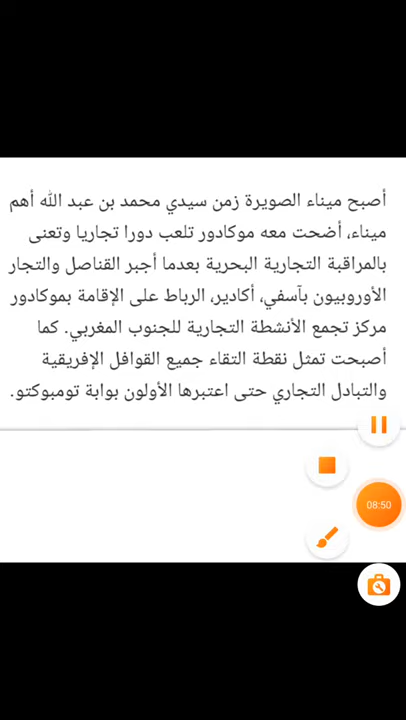 أصبح ميناء الصويرة زمن سيدي محمد بن عبد الله أهم
ميناء، أضحت معه موكادور تلعب دورا تجاريا وتعنى
بالمراقبة التجارية البحرية بعدما أجبر القناصل والتجار
الأوروبيون بآسفي، أكادير، الرباط على الإقامة بموكادور
مركز تجمع الأنشطة التجارية للجنوب المغربي. كما
أصبحت تمثل نقطة التقاء جميع القوافل الإفريقية
والتبادل التجاري حتى اعتبرها الأولون بوابة تومبوكتو.
08:50